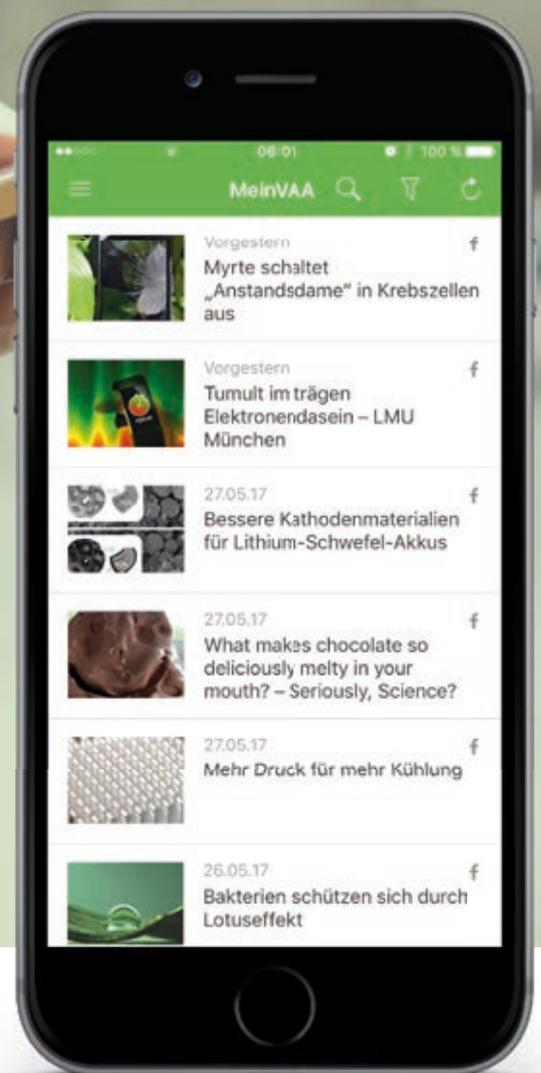 06:01
100 %
MeinVAA
Vorgestern
f
Myrte schaltet
„Anstandsdame“ in Krebszellen
aus
Vorgestern
f
Tumult im trägen
Elektronendasein – LMU
München
27.05.17
f
Bessere Kathodenmaterialien
für Lithium-Schwefel-Akkus
27.05.17
f
What makes chocolate so
deliciously melty in your
mouth? – Seriously, Science?
27.05.17
f
Mehr Druck für mehr Kühlung
26.05.17
f
Bakterien schützen sich durch
Lotuseffekt